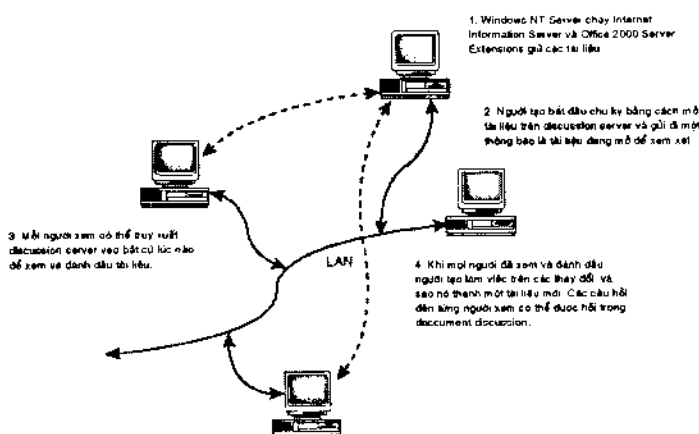 1. Windows NT Server chạy Internet
Information Server và Office 2000 Server
Extensions giữ các tài liệu
2 Người tạo bắt đầu chu kỳ bằng cách mở
tài liệu trên discussion server và gửi đi một
thông báo là tài liệu đang mở để xem xét
3 Mỗi người xem có thể truy xuất
discussion server vào bất cứ lúc nào
để xem và đánh dấu tài liệu.
LAN
4. Khi mọi người đã xem và đánh dấu
người tạo làm việc trên các thay đổi và
sao nó thành một tài liệu mới. Các câu hỏi
đến từng người xem có thể được hỏi trong
doccument discussion.